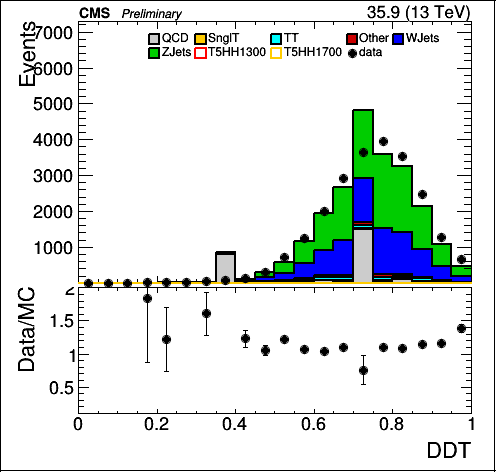 CMS Preliminary 35.9 (13 TeV)
Events
7000
6000
5000
4000
3000
2000
1000
QCD SnglT TT Other WJets
ZJets T5HH1300 T5HH1700 data
Data/MC
2
1.5
1
0.5
0 0.2 0.4 0.6 0.8 1
DDT